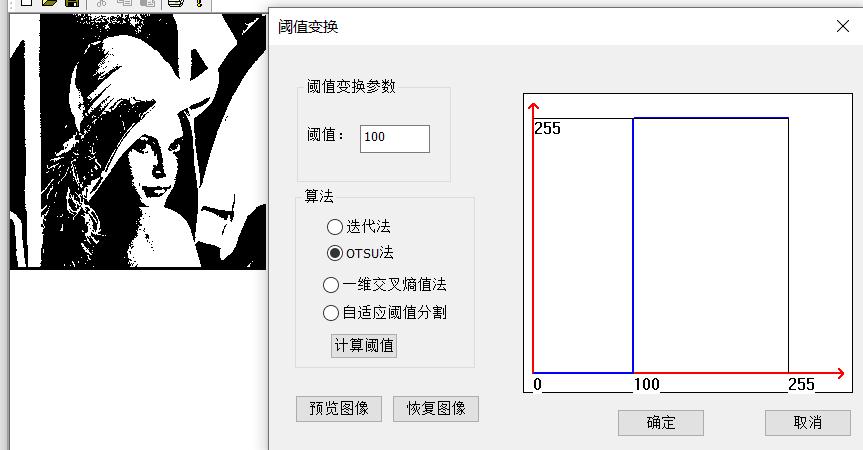 阈值变换
阈值变换参数
阈值：
100
算法
迭代法
OTSU法
一维交叉熵值法
自适应阈值分割
计算阈值
预览图像
恢复图像
255
0
100
255
确定
取消